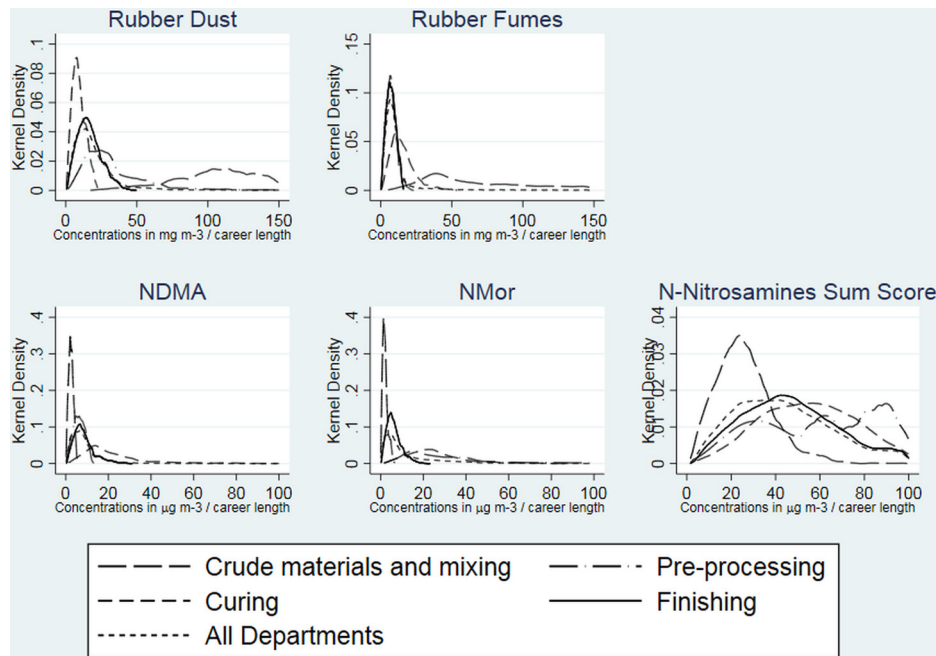 Rubber Dust
Kernel Density
0 .02 .04 .06 .08 .1
0 50 100 150
Concentrations in mg m-3 / career length
Rubber Fumes
Kernel Density
0 .05 .1 .15
0 50 100 150
Concentrations in mg m-3 / career length
NDMA
Kernel Density
0 .1 .2 .3 .4
0 20 40 60 80 100
Concentrations in μg m-3 / career length
NMor
Kernel Density
0 .1 .2 .3 .4
0 20 40 60 80 100
Concentrations in μg m-3 / career length
N-Nitrosamines Sum Score
Kernel Density
0 .01 .02 .03 .04
0 20 40 60 80 100
Concentrations in μg m-3 / career length
Crude materials and mixing
Pre-processing
Curing
Finishing
All Departments